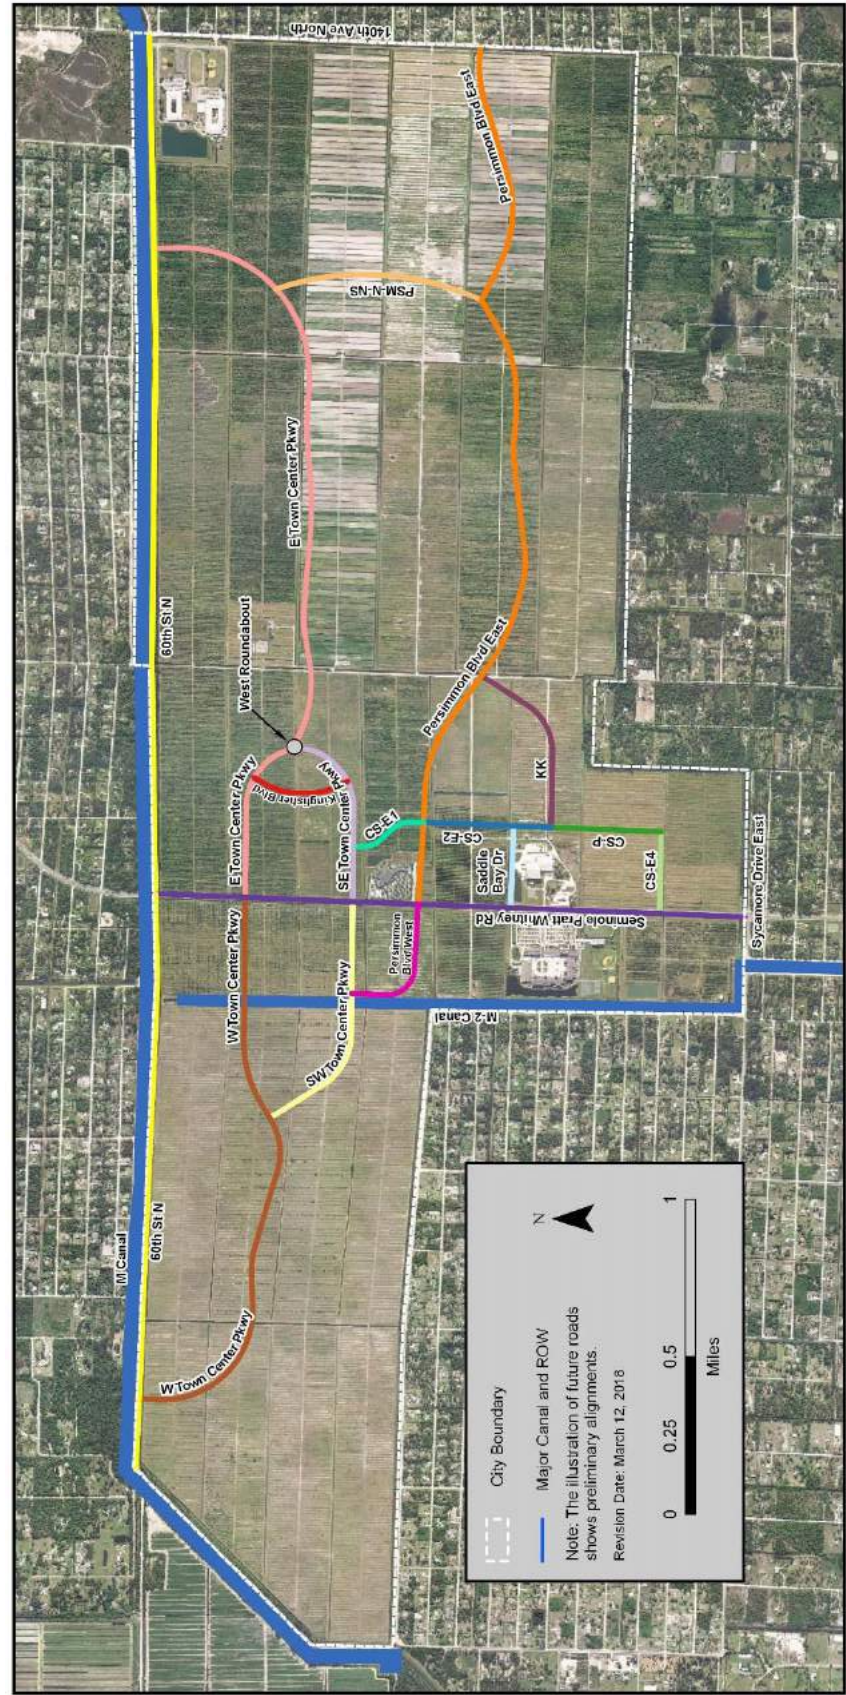 M Canal
60th St N
60th St N
W Town Center Pkwy
W Town Center Pkwy
E Town Center Pkwy
West Roundabout
Kingfisher Blvd
E Town Center Pkwy
140th Ave North
SW Town Center Pkwy
SE Town Center Pkwy
PSM-N-NS
CS-E1
Persimmon
Blvd West
Persimmon Blvd East
Persimmon Blvd East
M-2 Canal
Seminole Pratt Whitney Rd
CS-E2
Saddle
Bay Dr
KK
CS-P
CS-E4
Sycamore Drive East
City Boundary
Major Canal and ROW
Note: The illustration of future roads
shows preliminary alignments.
Revision Date: March 12, 2018
N
0 0.25 0.5 1
Miles